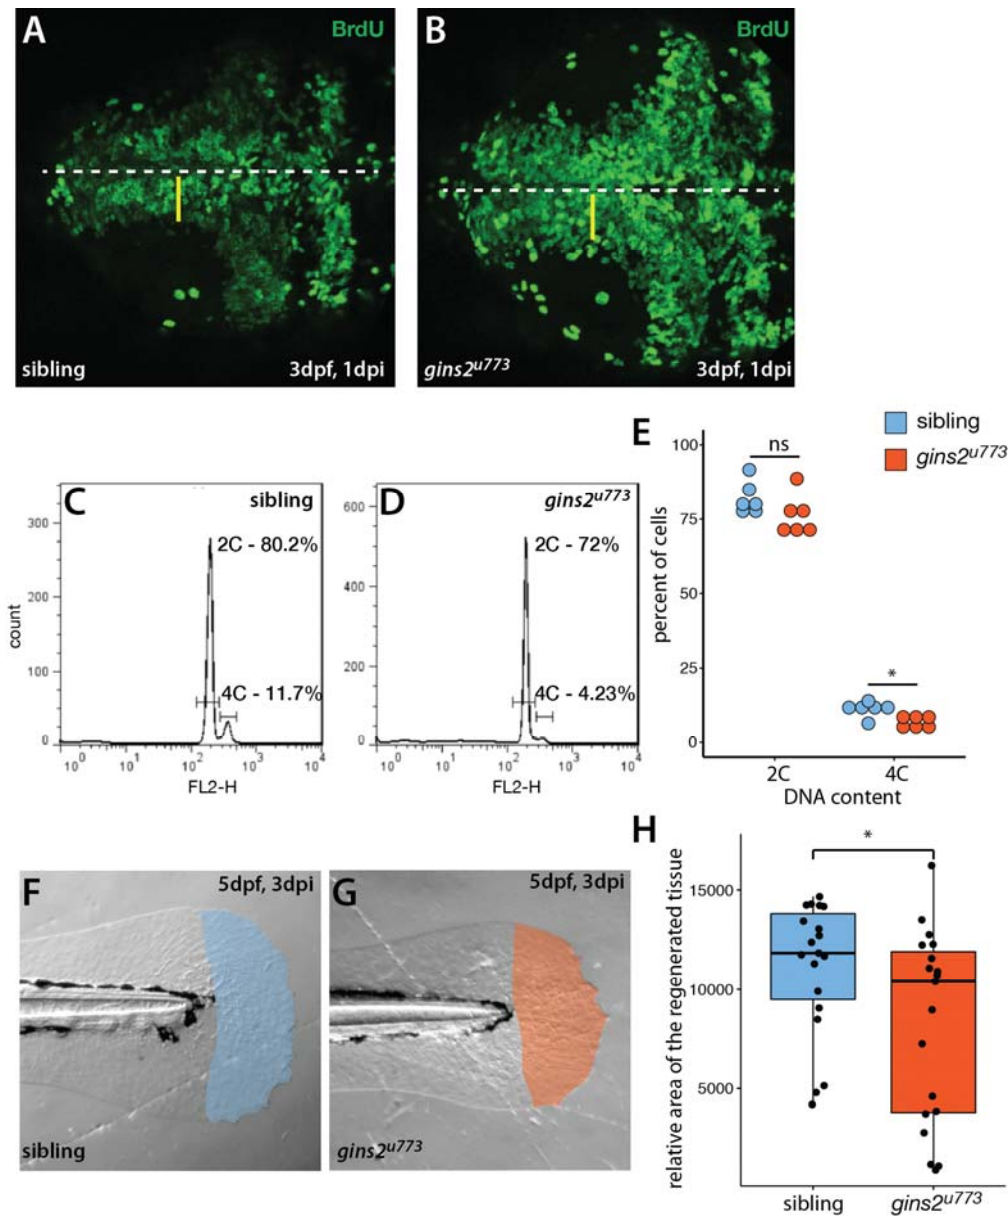 A BrdU
sibling 3dpf, 1dpi
B BrdU
gins2u773 3dpf, 1dpi
C sibling
2C - 80.2%
4C - 11.7%
300
200
100
0
count
10^0 10^1 10^2 10^3 10^4
FL2-H
D gins2u773
2C - 72%
4C - 4.23%
600
400
200
0
10^0 10^1 10^2 10^3 10^4
FL2-H
E
sibling
gins2u773
ns
*
100
75
50
25
0
percent of cells
2C 4C
DNA content
F 5dpf, 3dpi
sibling
G 5dpf, 3dpi
gins2u773
H
*
15000
10000
5000
relative area of the regenerated tissue
sibling gins2u773